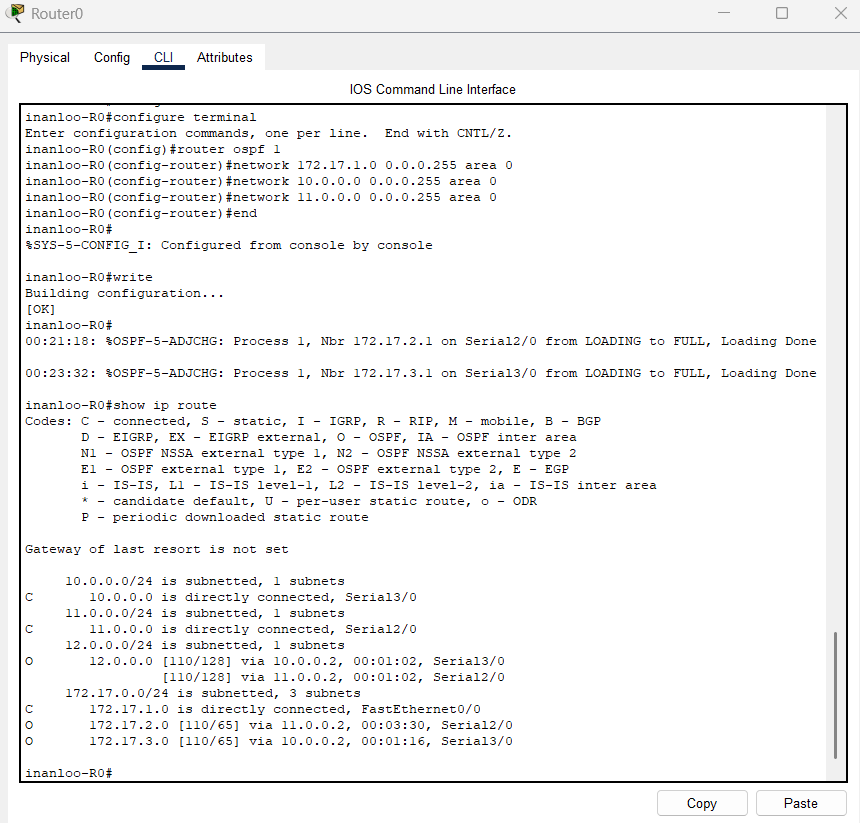 Router0
Physical Config CLI Attributes
IOS Command Line Interface
inanloo-R0#configure terminal
Enter configuration commands, one per line.  End with CNTL/Z.
inanloo-R0(config)#router ospf 1
inanloo-R0(config-router)#network 172.17.1.0 0.0.0.255 area 0
inanloo-R0(config-router)#network 10.0.0.0 0.0.0.255 area 0
inanloo-R0(config-router)#network 11.0.0.0 0.0.0.255 area 0
inanloo-R0(config-router)#end
inanloo-R0#
%SYS-5-CONFIG_I: Configured from console by console
inanloo-R0#write
Building configuration...
[OK]
inanloo-R0#
00:21:18: %OSPF-5-ADJCHG: Process 1, Nbr 172.17.2.1 on Serial2/0 from LOADING to FULL, Loading Done
00:23:32: %OSPF-5-ADJCHG: Process 1, Nbr 172.17.3.1 on Serial3/0 from LOADING to FULL, Loading Done
inanloo-R0#show ip route
Codes: C - connected, S - static, I - IGRP, R - RIP, M - mobile, B - BGP
       D - EIGRP, EX - EIGRP external, O - OSPF, IA - OSPF inter area
       N1 - OSPF NSSA external type 1, N2 - OSPF NSSA external type 2
       E1 - OSPF external type 1, E2 - OSPF external type 2, E - EGP
       i - IS-IS, L1 - IS-IS level-1, L2 - IS-IS level-2, ia - IS-IS inter area
       * - candidate default, U - per-user static route, o - ODR
       P - periodic downloaded static route
Gateway of last resort is not set
     10.0.0.0/24 is subnetted, 1 subnets
C       10.0.0.0 is directly connected, Serial3/0
     11.0.0.0/24 is subnetted, 1 subnets
C       11.0.0.0 is directly connected, Serial2/0
     12.0.0.0/24 is subnetted, 1 subnets
O       12.0.0.0 [110/128] via 10.0.0.2, 00:01:02, Serial3/0
                 [110/128] via 11.0.0.2, 00:01:02, Serial2/0
     172.17.0.0/24 is subnetted, 3 subnets
C       172.17.1.0 is directly connected, FastEthernet0/0
O       172.17.2.0 [110/65] via 11.0.0.2, 00:03:30, Serial2/0
O       172.17.3.0 [110/65] via 10.0.0.2, 00:01:16, Serial3/0
inanloo-R0#
Copy Paste